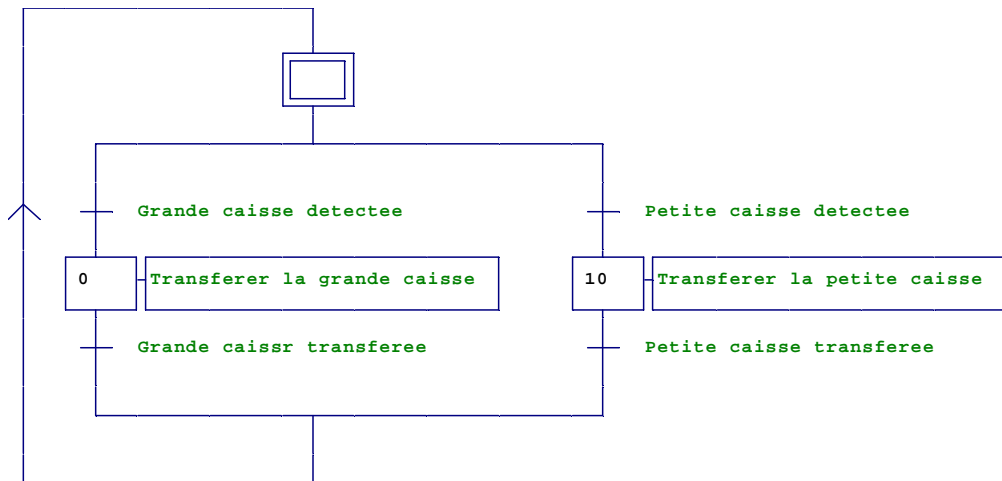 Grande caisse detectee
Petite caisse detectee
0
Transferer la grande caisse
10
Transferer la petite caisse
Grande caissr transferee
Petite caisse transferee